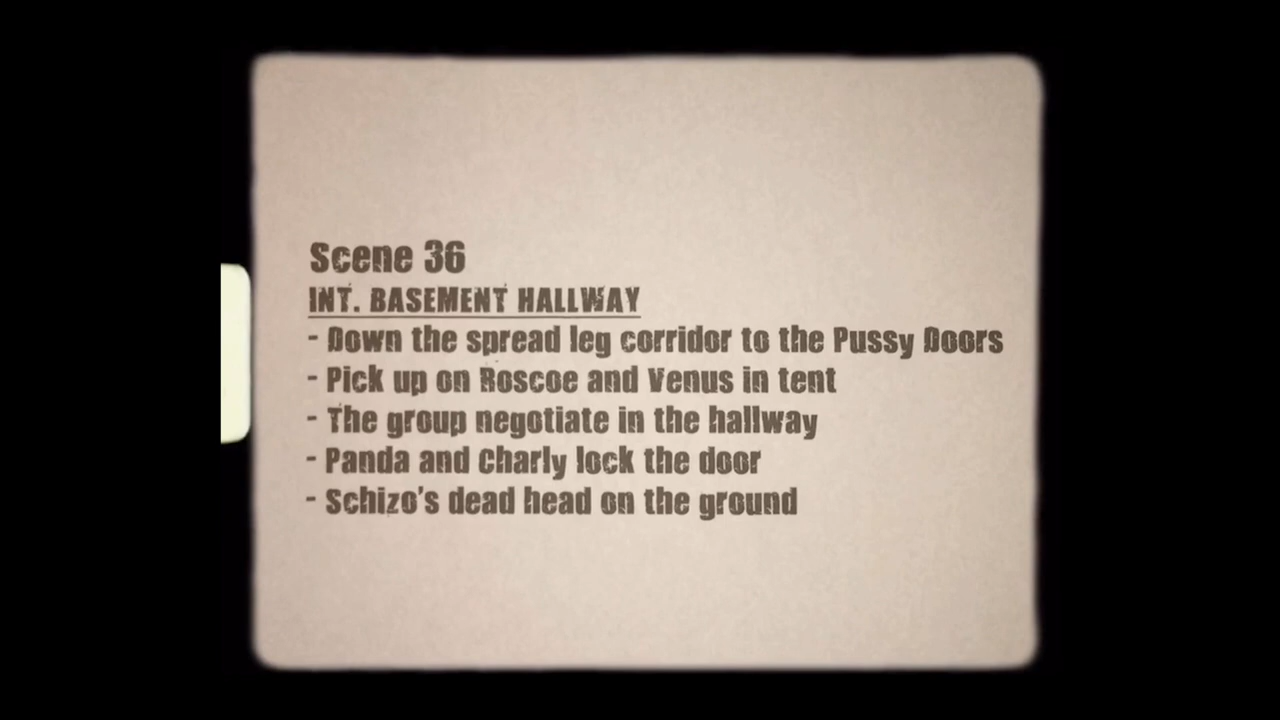 Scene 36
INT. BASEMENT HALLWAY
- Down the spread leg corridor to the Pussy Doors
- Pick up on Roscoe and Venus in tent
- The group negotiate in the hallway
- Panda and Charly lock the door
- Schizo's dead head on the ground